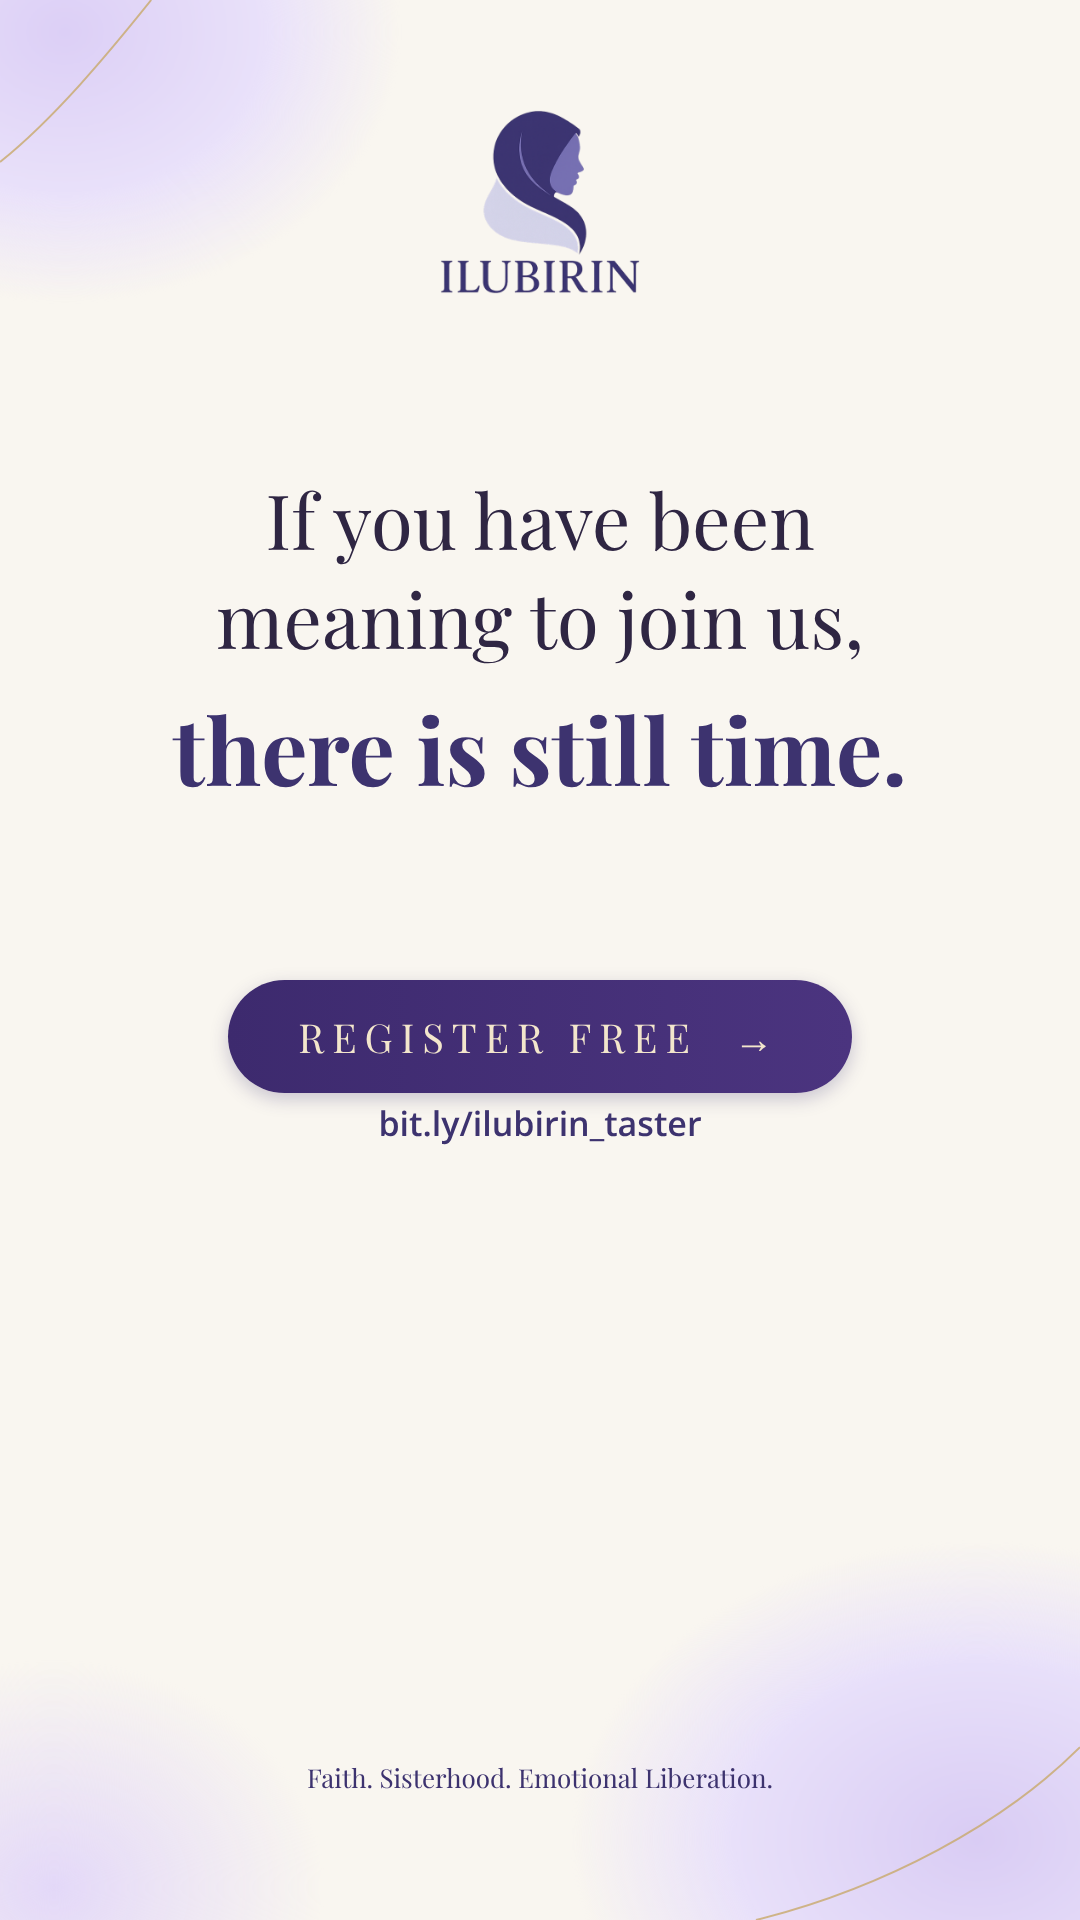 ILUBIRIN
If you have been
meaning to join us,
there is still time.
REGISTER FREE →
bit.ly/ilubirin_taster
Faith. Sisterhood. Emotional Liberation.